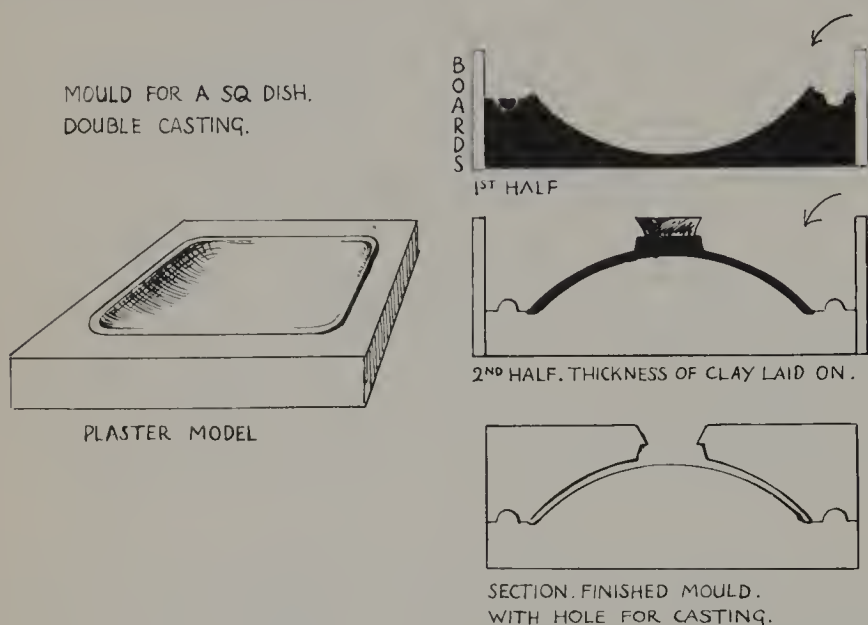 MOULD FOR A SQ DISH.
DOUBLE CASTING.
BOARDS
1ST HALF
PLASTER MODEL
2ND HALF. THICKNESS OF CLAY LAID ON.
SECTION. FINISHED MOULD.
WITH HOLE FOR CASTING.